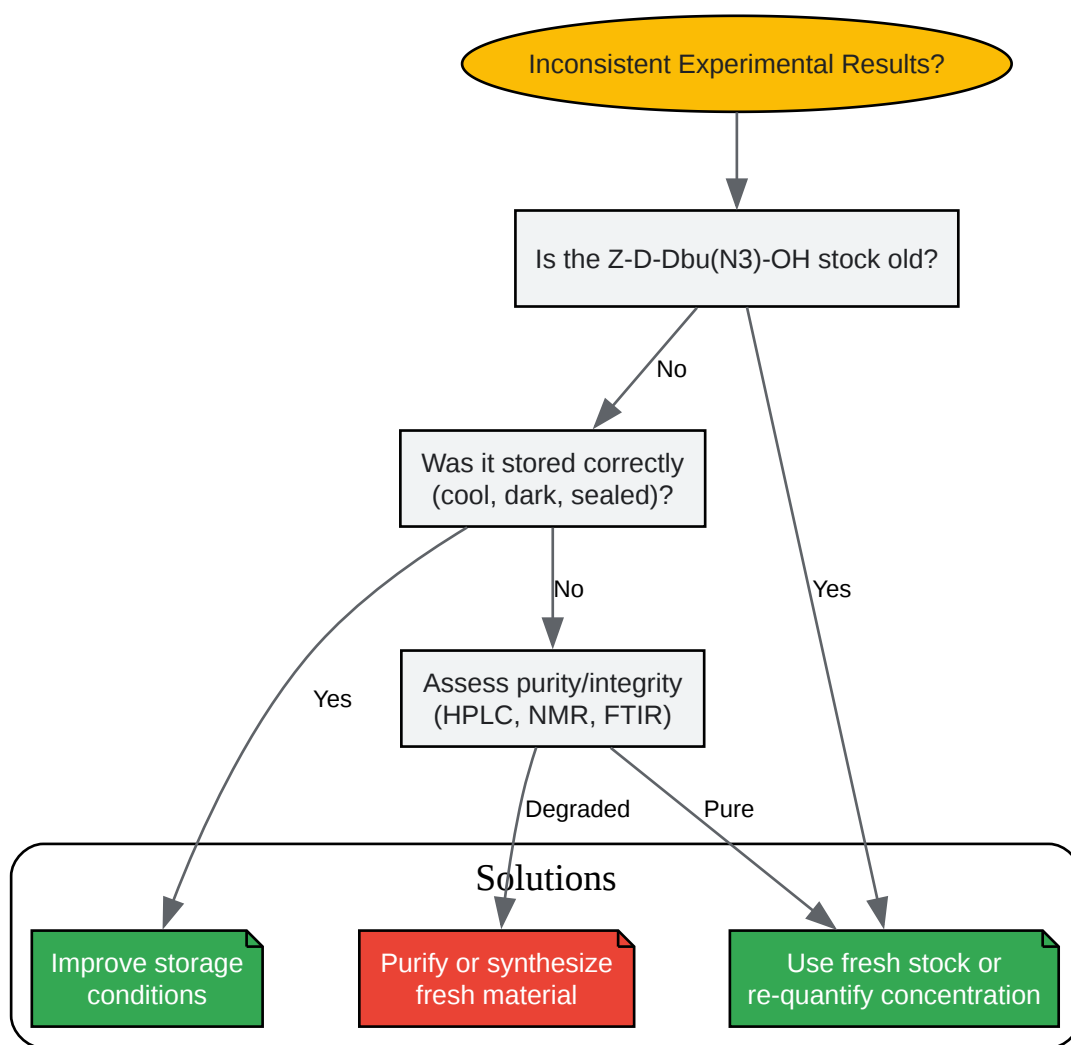 Inconsistent Experimental Results?
Is the Z-D-Dbu(N3)-OH stock old?
No
Was it stored correctly
(cool, dark, sealed)?
No
Yes
Yes
Assess purity/integrity
(HPLC, NMR, FTIR)
Degraded
Pure
Solutions
Improve storage
conditions
Purify or synthesize
fresh material
Use fresh stock or
re-quantify concentration